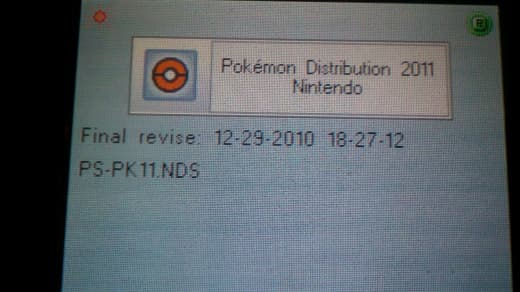 Pokémon Distribution 2011
Nintendo
Final revise: 12-29-2010 18-27-12
PS-PK11.NDS